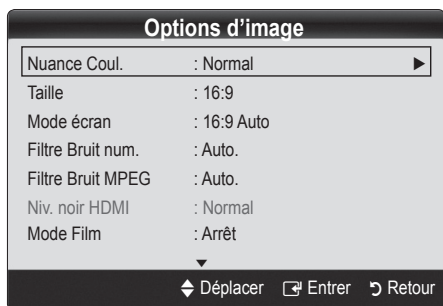 Options d'image
Nuance Coul. : Normal
Taille : 16:9
Mode écran : 16:9 Auto
Filtre Bruit num. : Auto.
Filtre Bruit MPEG : Auto.
Niv. noir HDMI : Normal
Mode Film : Arrêt
Déplacer Entrer Retour